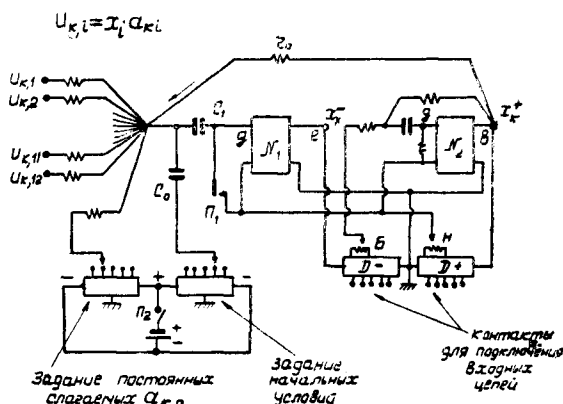 U_{к,i} = x_i a_{кi}
r_0
U_{к,1}
U_{к,2}
U_{к,11}
U_{к,12}
C_1
g
N_1
e
x_к^-
g
N_2
в
x_к^+
C_0
П_1
Б
Н
D -
D +
- + -
П_2
+
-
Задание постоянных
слагаемых a_{к,0}
Задание
начальных
условий
контакты
для подключения
входных
цепей